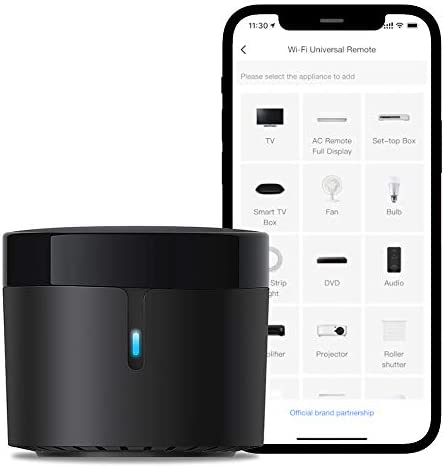 11:30
Wi-Fi Universal Remote
Please select the appliance to add
TV
AC Remote
Full Display
Set-top Box
Smart TV
Box
Fan
Bulb
Strip
DVD
Audio
Projector
Roller
shutter
Official brand partnership